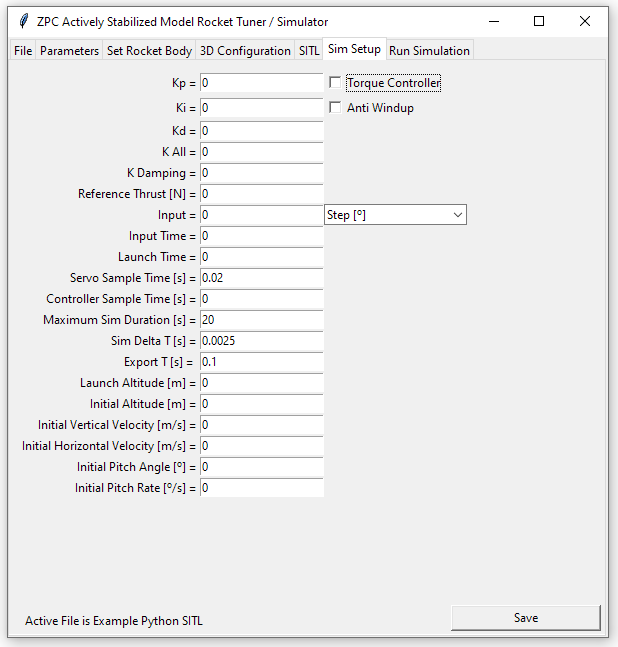 ZPC Actively Stabilized Model Rocket Tuner / Simulator
File Parameters Set Rocket Body 3D Configuration SITL Sim Setup Run Simulation
Kp = 0 Torque Controller
Ki = 0 Anti Windup
Kd = 0
K All = 0
K Damping = 0
Reference Thrust [N] = 0
Input = 0 Step [º]
Input Time = 0
Launch Time = 0
Servo Sample Time [s] = 0.02
Controller Sample Time [s] = 0
Maximum Sim Duration [s] = 20
Sim Delta T [s] = 0.0025
Export T [s] = 0.1
Launch Altitude [m] = 0
Initial Altitude [m] = 0
Initial Vertical Velocity [m/s] = 0
Initial Horizontal Velocity [m/s] = 0
Initial Pitch Angle [º] = 0
Initial Pitch Rate [º/s] = 0
Active File is Example Python SITL Save